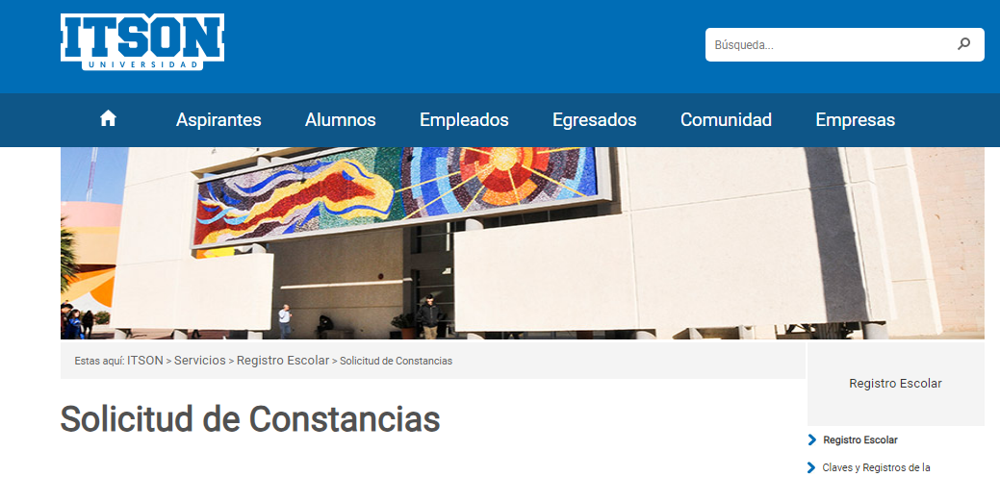 ITSON
UNIVERSIDAD
Búsqueda...
Aspirantes Alumnos Empleados Egresados Comunidad Empresas
Estas aquí: ITSON > Servicios > Registro Escolar > Solicitud de Constancias
Solicitud de Constancias
Registro Escolar
Registro Escolar
Claves y Registros de la